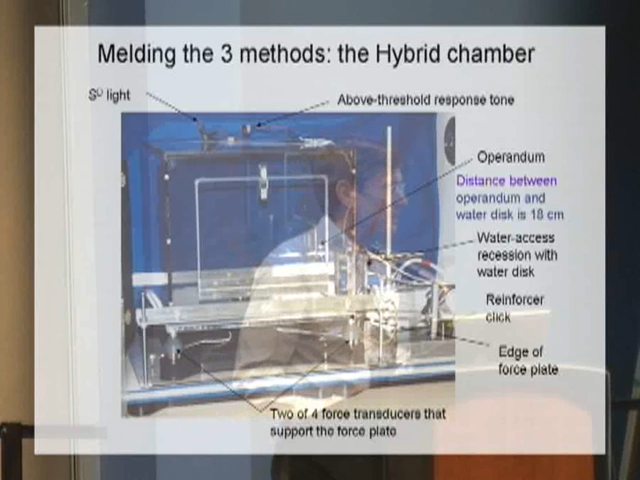 Melding the 3 methods: the Hybrid chamber
Sᴰ light
Above-threshold response tone
Operandum
Distance between
operandum and
water disk is 18 cm
Water-access
recession with
water disk
Reinforcer
click
Edge of
force plate
Two of 4 force transducers that
support the force plate